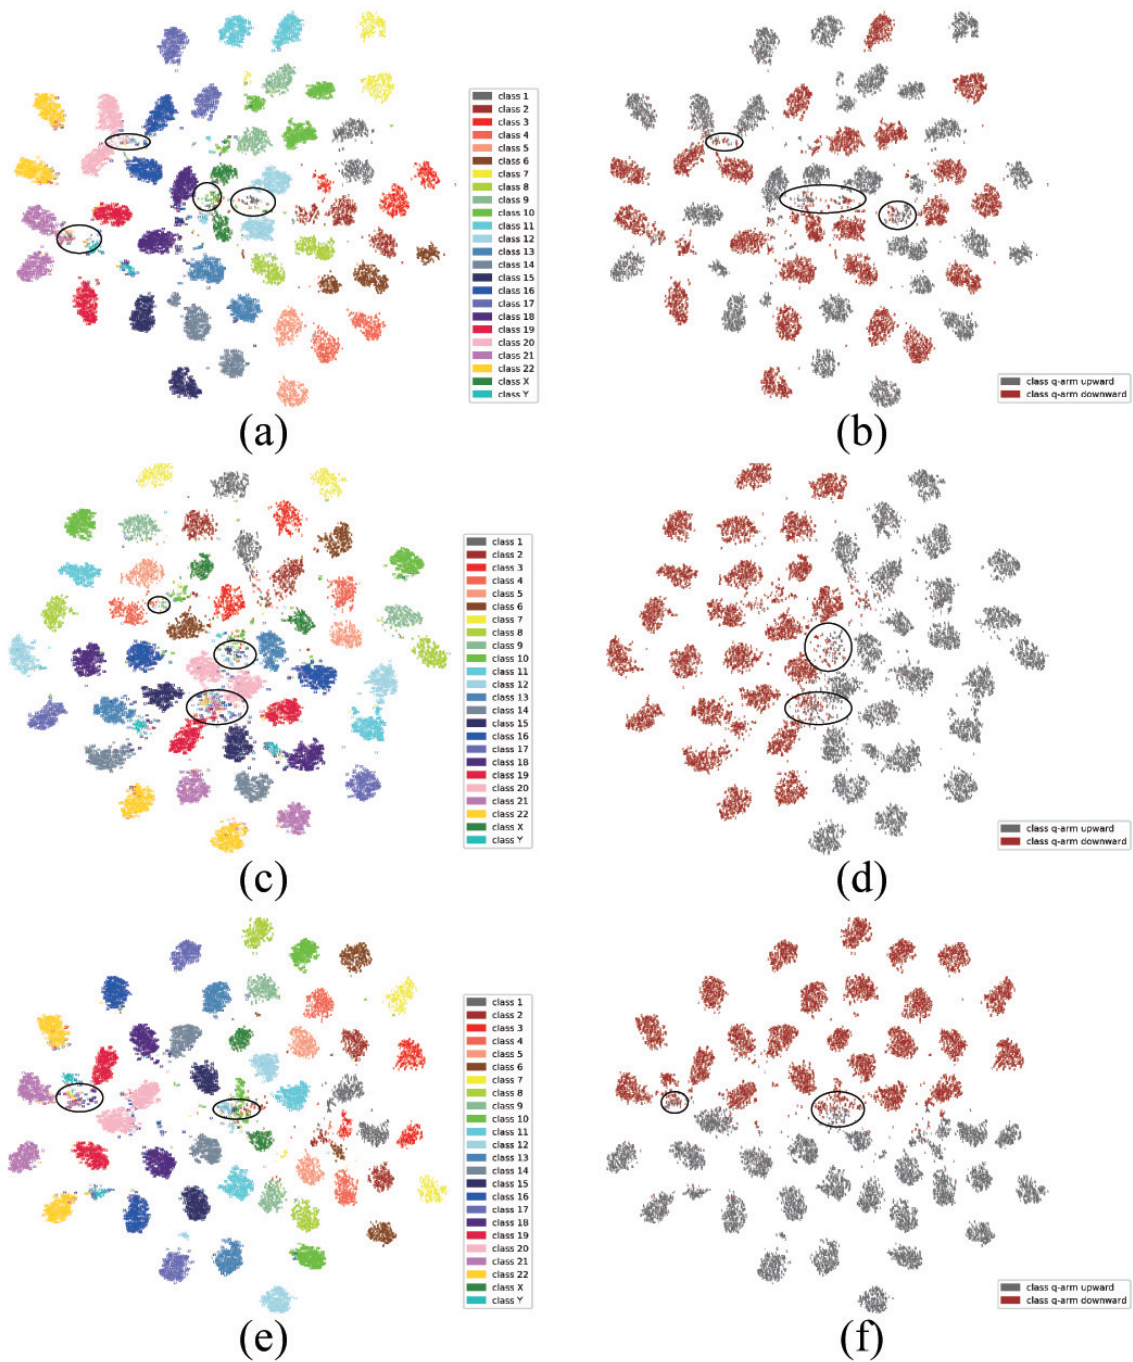 class 1
class 2
class 3
class 4
class 5
class 6
class 7
class 8
class 9
class 10
class 11
class 12
class 13
class 14
class 15
class 16
class 17
class 18
class 19
class 20
class 21
class 22
class X
class Y
(a)
class q-arm upward
class q-arm downward
(b)
class 1
class 2
class 3
class 4
class 5
class 6
class 7
class 8
class 9
class 10
class 11
class 12
class 13
class 14
class 15
class 16
class 17
class 18
class 19
class 20
class 21
class 22
class X
class Y
(c)
class q-arm upward
class q-arm downward
(d)
class 1
class 2
class 3
class 4
class 5
class 6
class 7
class 8
class 9
class 10
class 11
class 12
class 13
class 14
class 15
class 16
class 17
class 18
class 19
class 20
class 21
class 22
class X
class Y
(e)
class q-arm upward
class q-arm downward
(f)